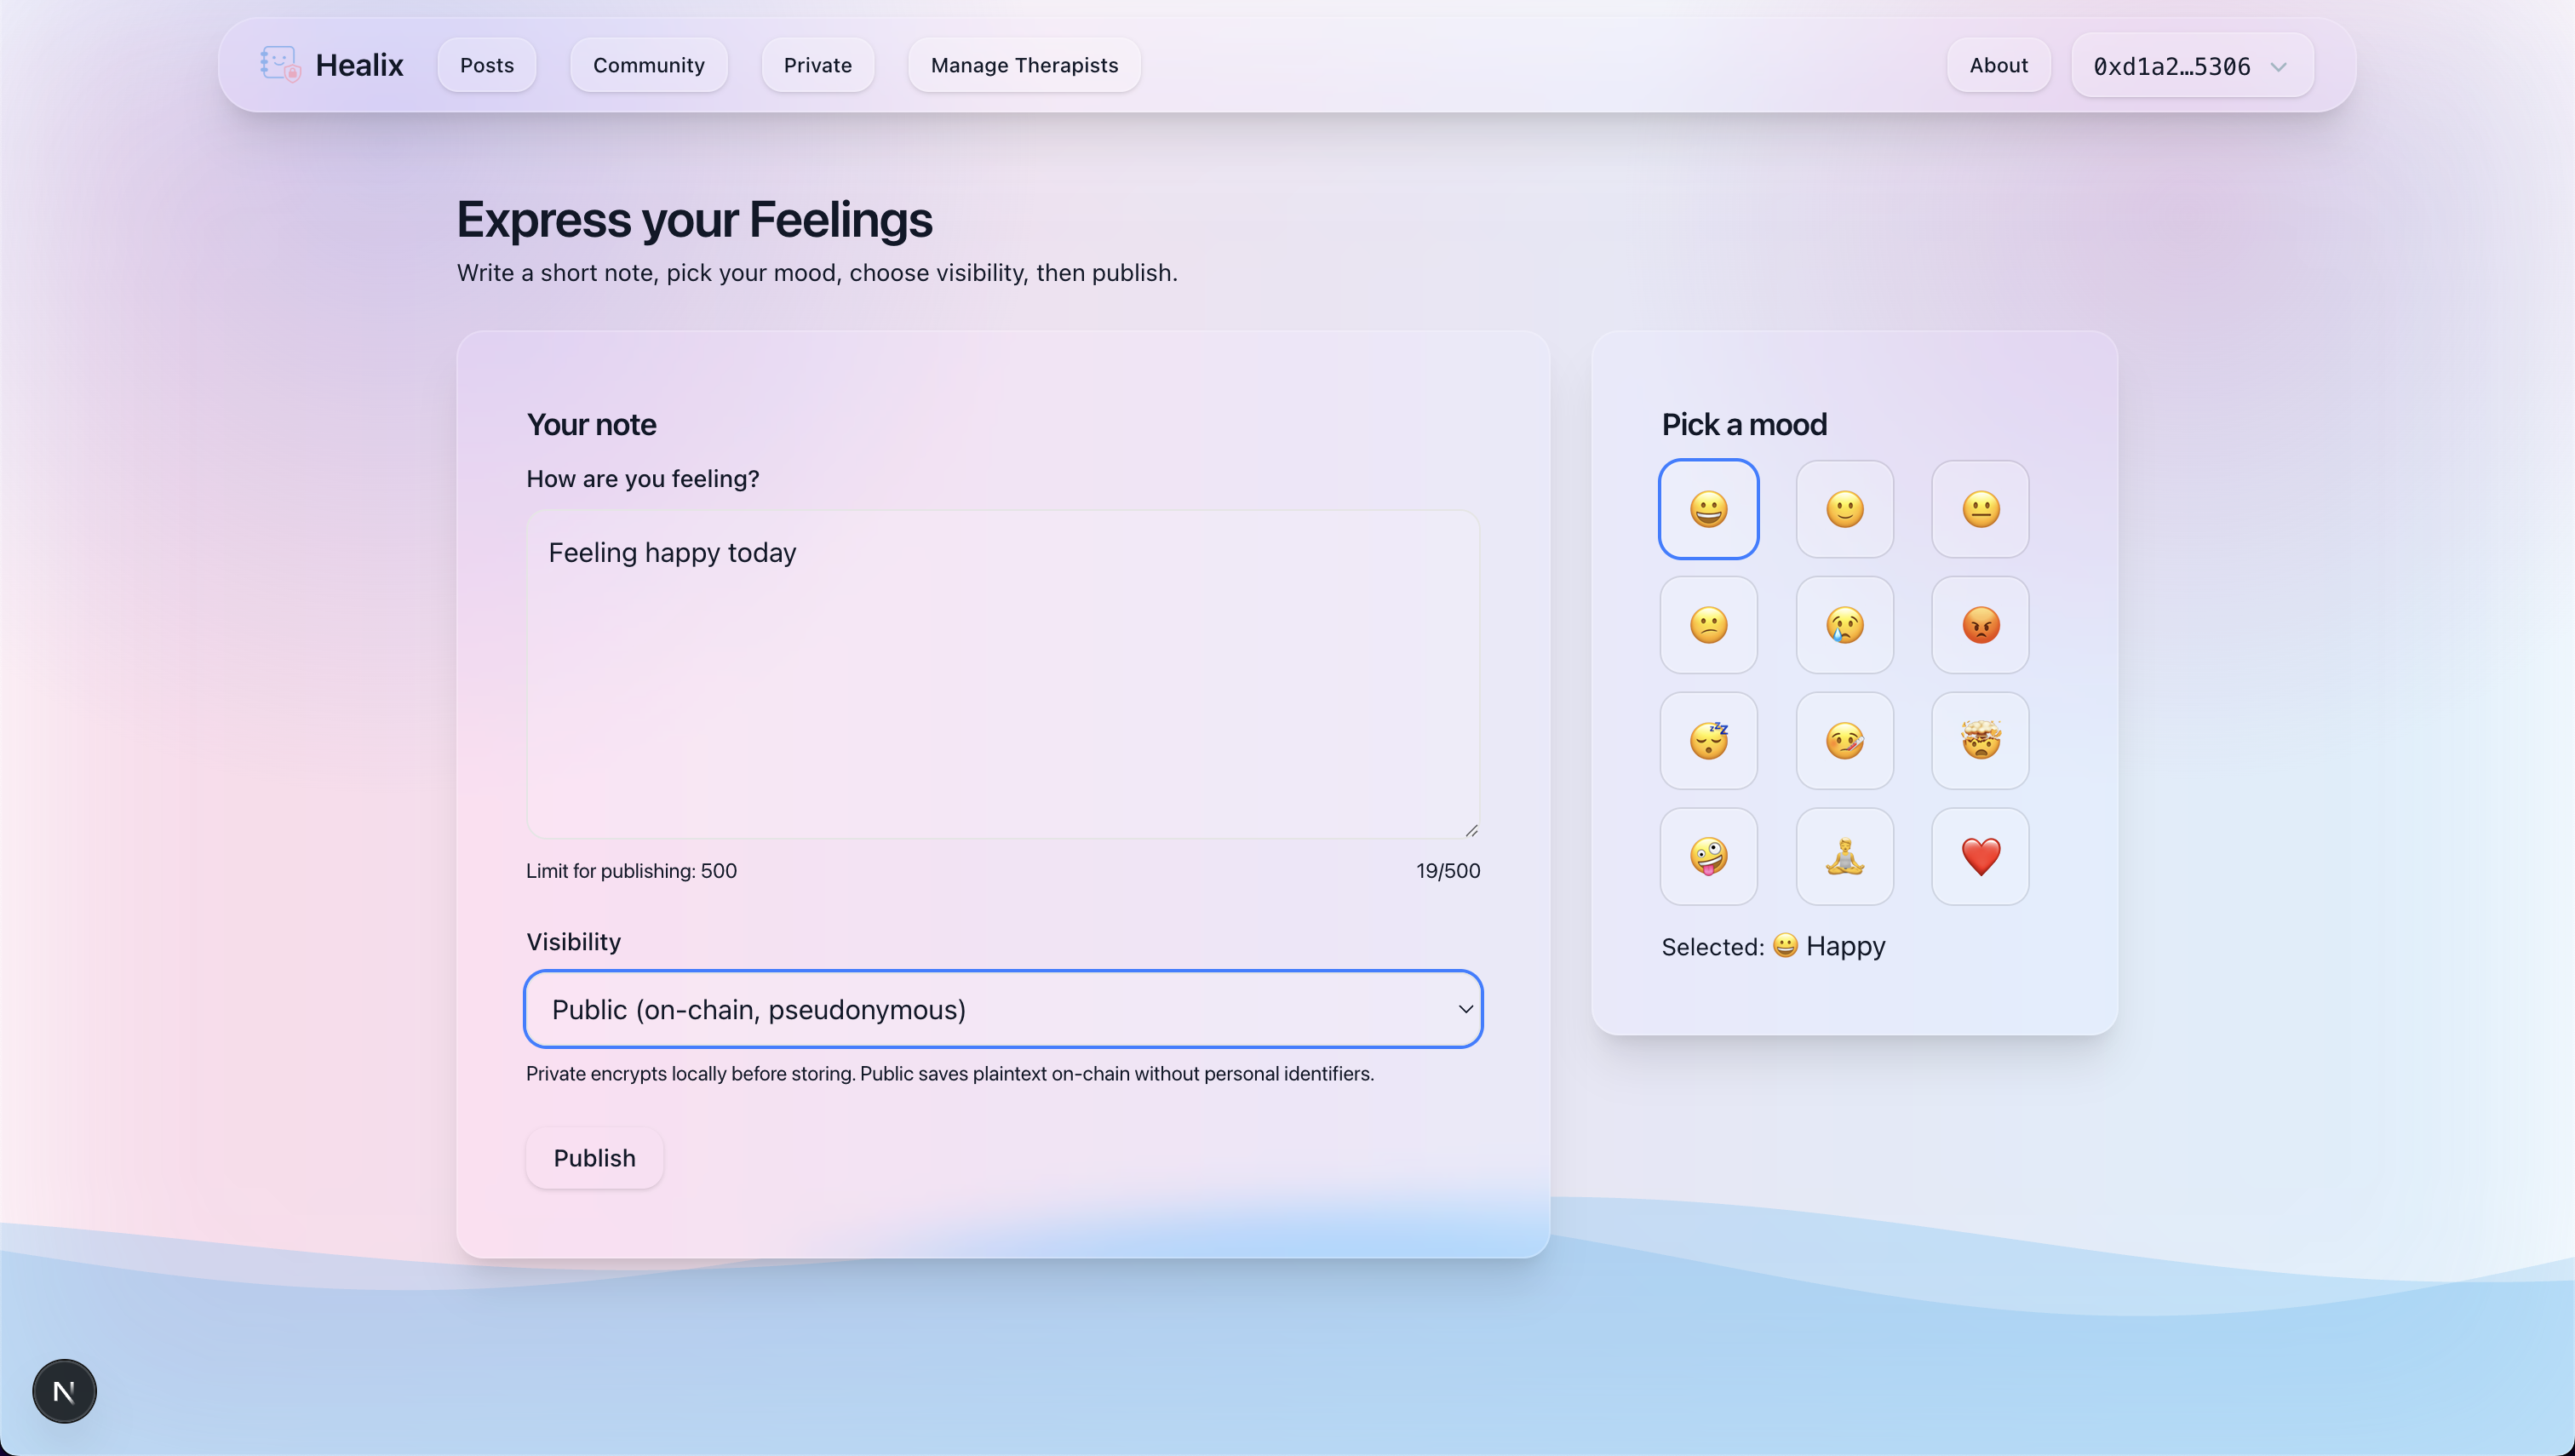 Healix
Posts
Community
Private
Manage Therapists
About
0xd1a2…5306
Express your Feelings
Write a short note, pick your mood, choose visibility, then publish.
Your note
How are you feeling?
Feeling happy today
Limit for publishing: 500
19/500
Visibility
Public (on-chain, pseudonymous)
Private encrypts locally before storing. Public saves plaintext on-chain without personal identifiers.
Publish
Pick a mood
Selected: 😀 Happy
N